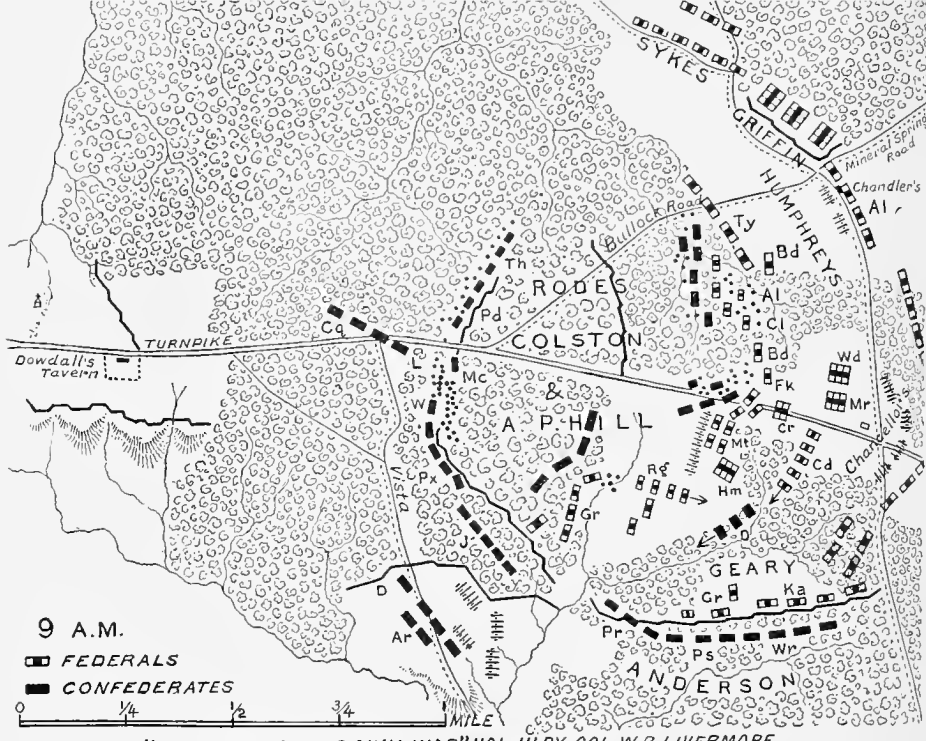 SYKES
GRIFFIN
Mineral Spring
Road
HUMPHREYS
Chandler's
Al
Bullock Road
Ty
Bd
Th
RODES
Pd
Al
Cl
Cq
TURNPIKE
COLSTON
Dowdall's
Tavern
L
Mc
Bd
Wd
W
&
Fk
Mr
A.P.HILL
Cr
Mt
Vista
Px
Rg
Hm
Cd
Gr
J
D
GEARY
D
Gr
Ka
Ar
Pr
Ps
Wr
9 A.M.
ANDERSON
FEDERALS
CONFEDERATES
0 1/4 1/2 3/4 MILE